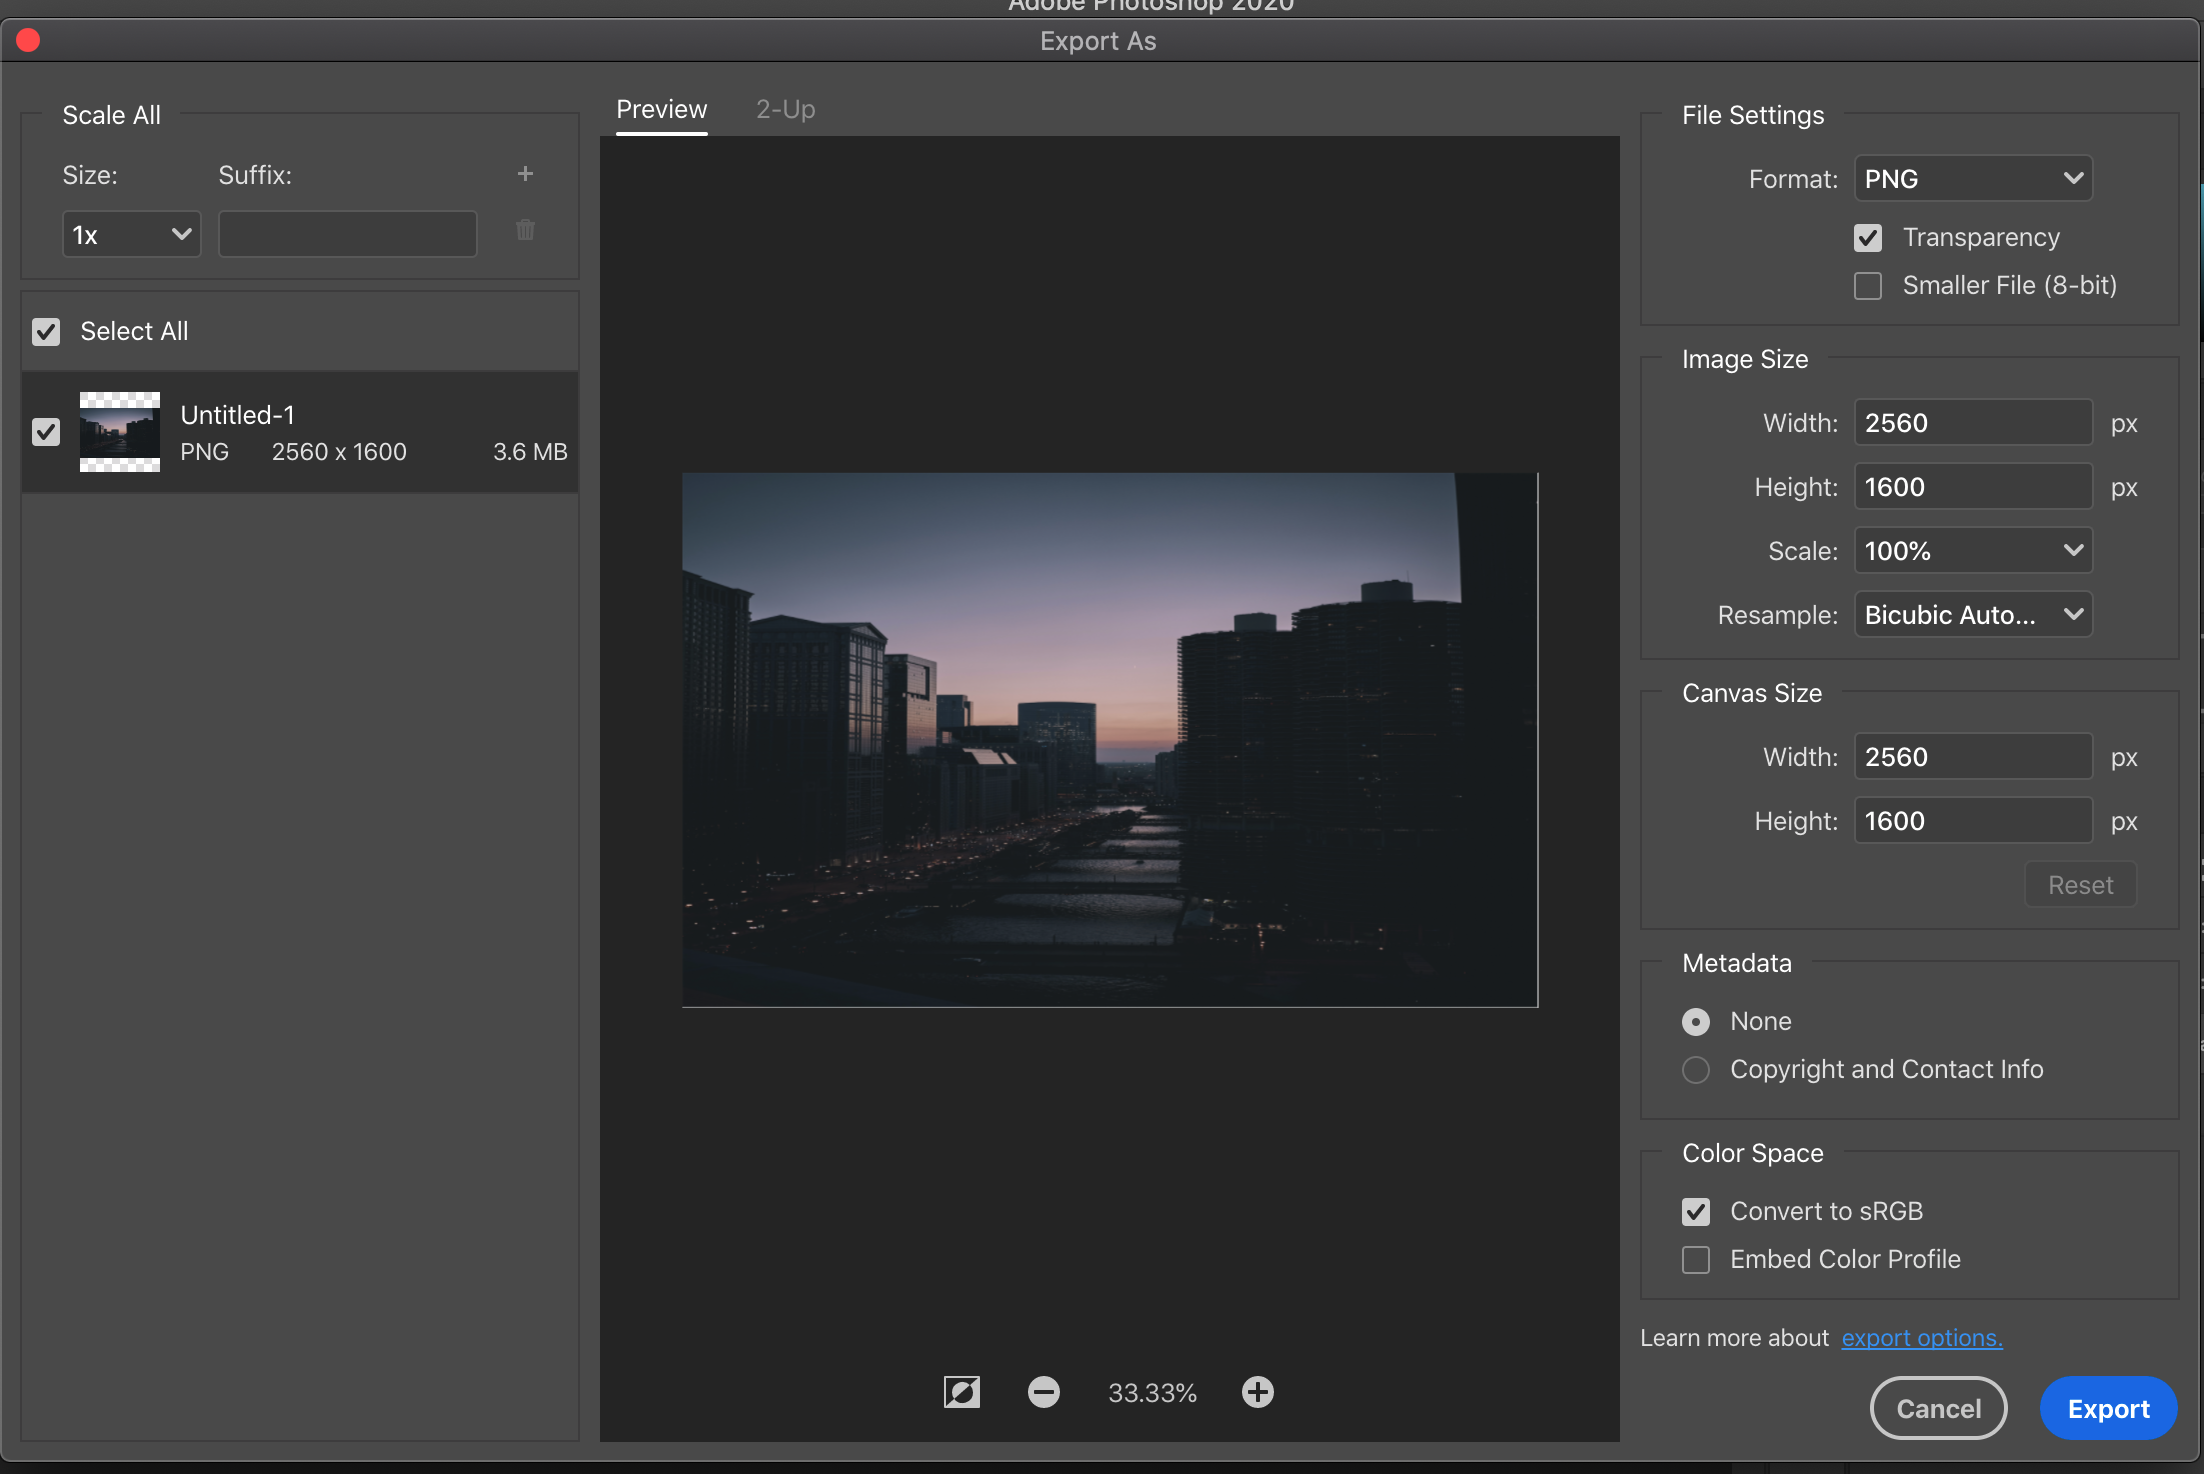 Adobe Photoshop 2020
Export As
Scale All
Size:
Suffix:
1x
Select All
Untitled-1
PNG 2560 x 1600 3.6 MB
Preview 2-Up
33.33%
File Settings
Format: PNG
Transparency
Smaller File (8-bit)
Image Size
Width: 2560 px
Height: 1600 px
Scale: 100%
Resample: Bicubic Auto...
Canvas Size
Width: 2560 px
Height: 1600 px
Reset
Metadata
None
Copyright and Contact Info
Color Space
Convert to sRGB
Embed Color Profile
Learn more about export options.
Cancel
Export